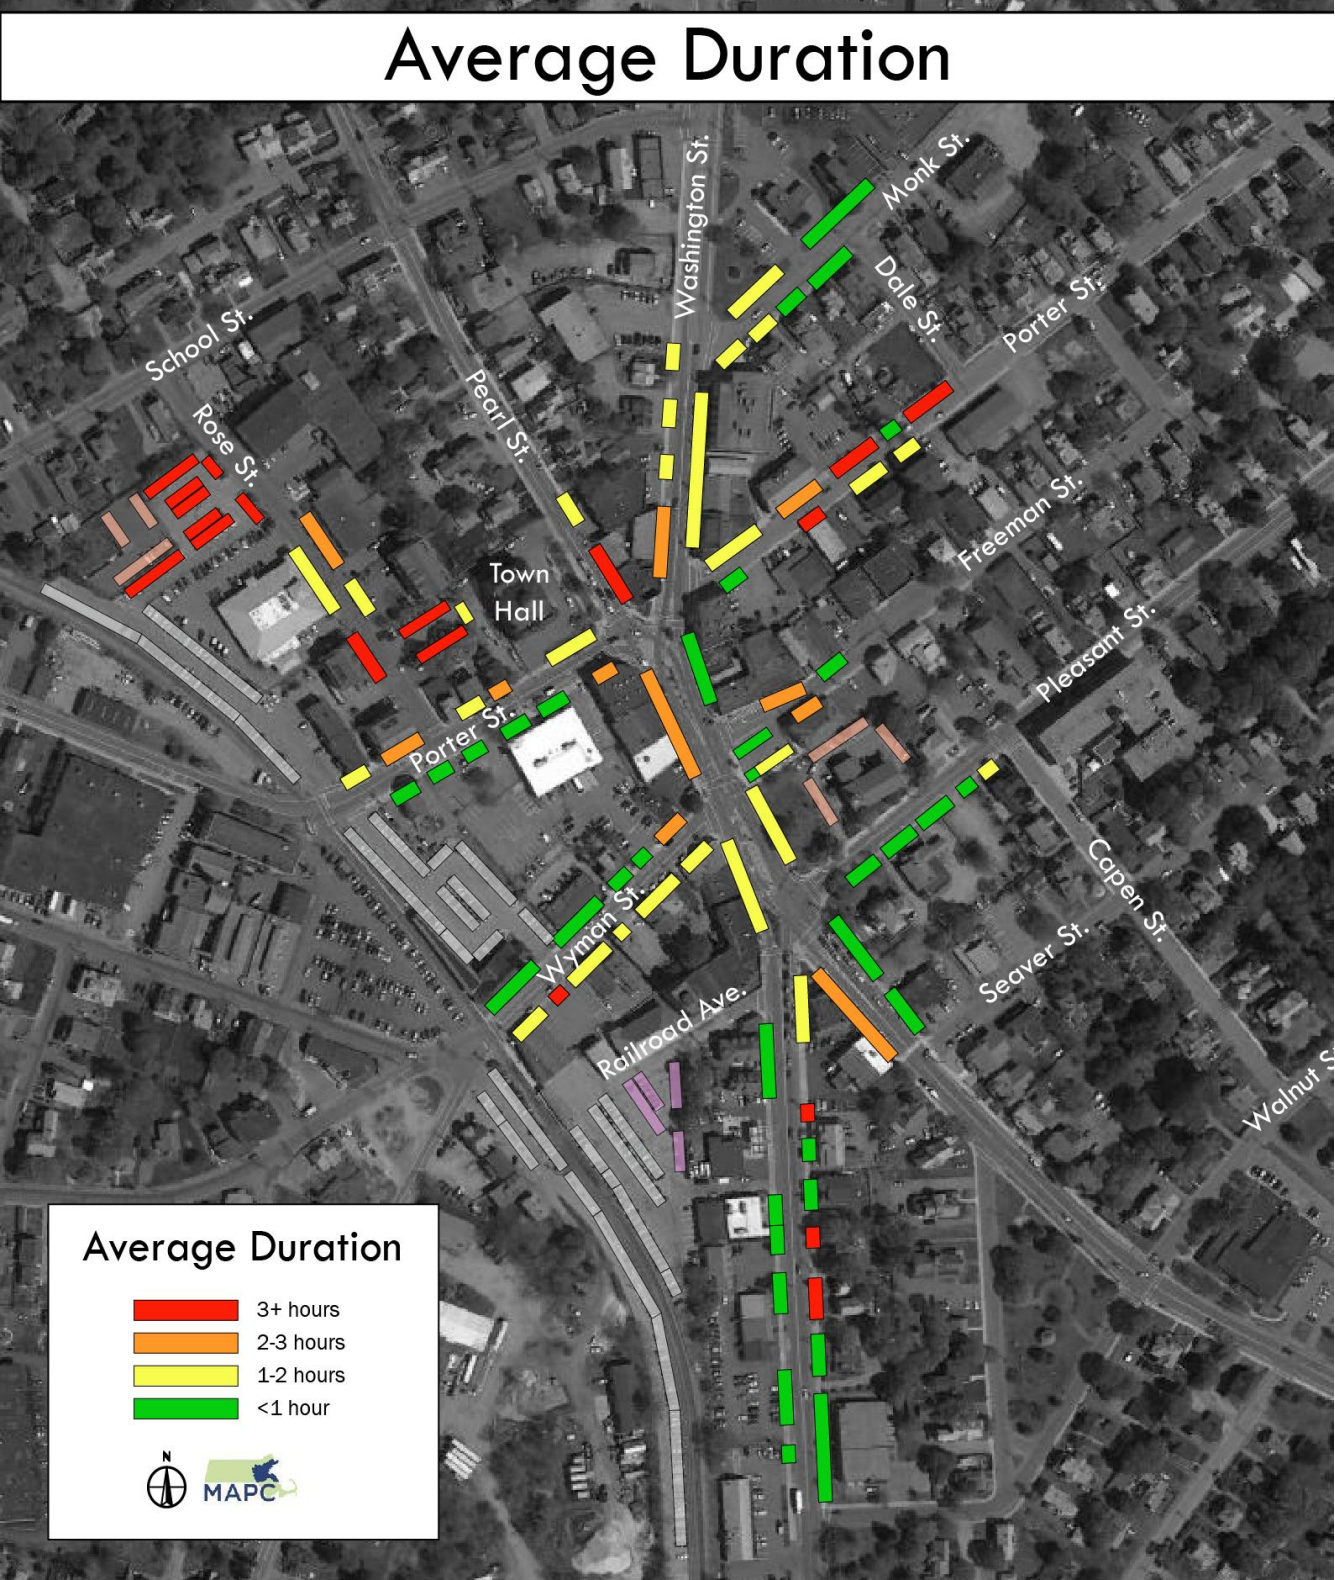 Average Duration
Washington St.
Monk St.
Dale St.
Porter St.
School St.
Pearl St.
Rose St.
Freeman St.
Town
Hall
Pleasant St.
Porter St.
Capen St.
Wyman St.
Seaver St.
Railroad Ave.
Walnut S
Average Duration
3+ hours
2-3 hours
1-2 hours
<1 hour
N
MAPC